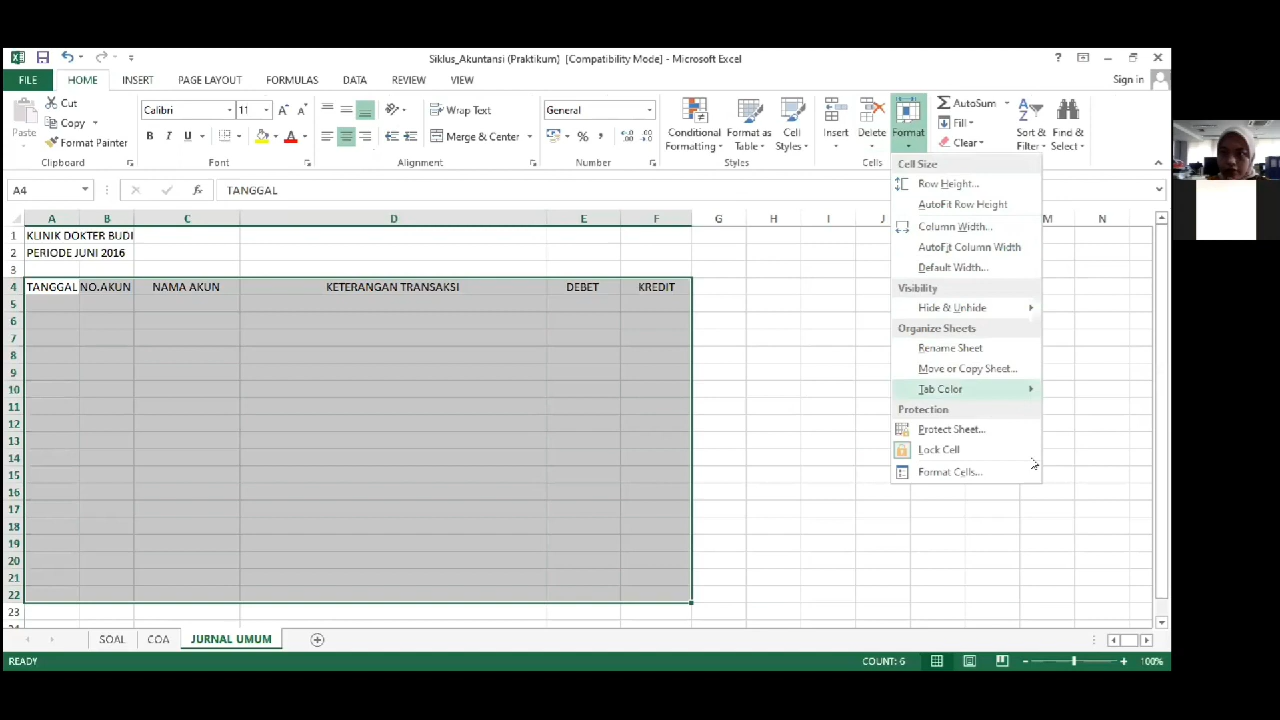 Siklus_Akuntansi (Praktikum) [Compatibility Mode] - Microsoft Excel
FILE HOME INSERT PAGE LAYOUT FORMULAS DATA REVIEW VIEW Sign in
Cut
Copy
Format Painter
Paste
Clipboard
Calibri 11
B I U
Font
Wrap Text
Merge & Center
Alignment
General
%
Number
Conditional Formatting
Format as Table
Cell Styles
Styles
Insert
Delete
Format
Cells
AutoSum
Fill
Clear
Sort & Filter
Find & Select
A4 fx TANGGAL
Cell Size
Row Height...
AutoFit Row Height
Column Width...
AutoFit Column Width
Default Width...
Visibility
Hide & Unhide
Organize Sheets
Rename Sheet
Move or Copy Sheet...
Tab Color
Protection
Protect Sheet...
Lock Cell
Format Cells...
A B C D E F G H I J M N
1 KLINIK DOKTER BUDI
2 PERIODE JUNI 2016
3
4 TANGGAL NO.AKUN NAMA AKUN KETERANGAN TRANSAKSI DEBET KREDIT
5
6
7
8
9
10
11
12
13
14
15
16
17
18
19
20
21
22
23
SOAL COA JURNAL UMUM
READY COUNT: 6 100%